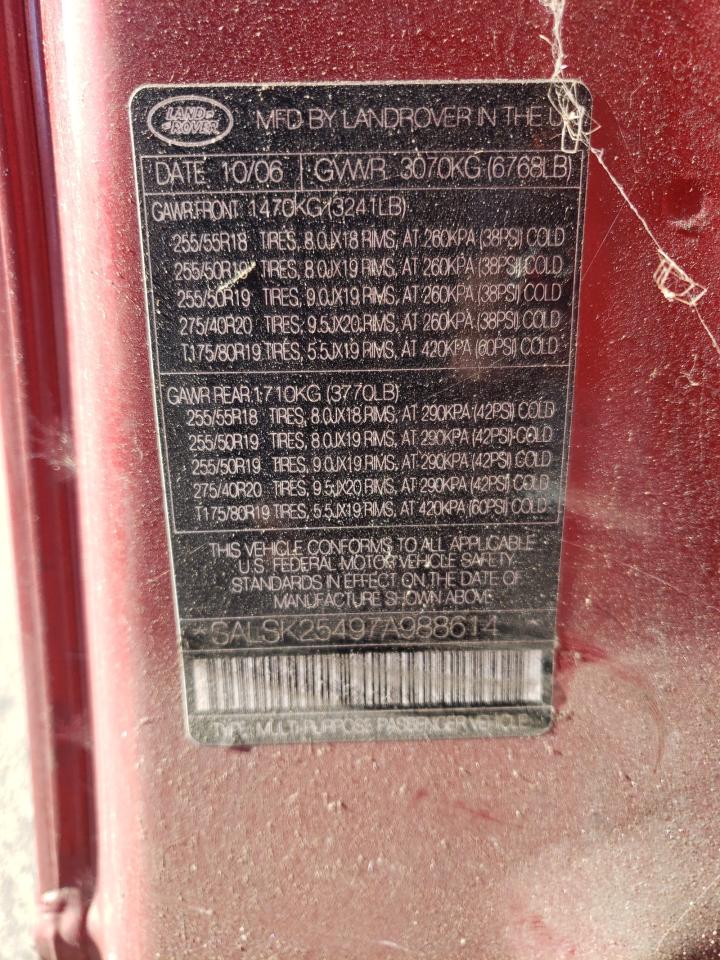 LAND ROVER
MFD BY LANDROVER IN THE
DATE 10/06 GVWR 3070KG (6768LB)
GAWR FRONT 1470KG (3241LB)
255/55R18 TIRES, 8.0JX18 RIMS, AT 260KPA (38PSI) COLD
255/50R19 TIRES, 8.0JX19 RIMS, AT 260KPA (38PSI) COLD
255/50R19 TIRES, 9.0JX19 RIMS, AT 260KPA (38PSI) COLD
275/40R20 TIRES, 9.5JX20 RIMS, AT 260KPA (38PSI) COLD
T175/80R19 TIRES, 5.5JX19 RIMS, AT 420KPA (60PSI) COLD
GAWR REAR 1710KG (3770LB)
255/55R18 TIRES, 8.0JX18 RIMS, AT 290KPA (42PSI) COLD
255/50R19 TIRES, 8.0JX19 RIMS, AT 290KPA (42PSI) COLD
255/50R19 TIRES, 9.0JX19 RIMS, AT 290KPA (42PSI) COLD
275/40R20 TIRES, 9.5JX20 RIMS, AT 290KPA (42PSI) COLD
T175/80R19 TIRES, 5.5JX19 RIMS, AT 420KPA (60PSI) COLD
THIS VEHICLE CONFORMS TO ALL APPLICABLE
U.S. FEDERAL MOTOR VEHICLE SAFETY
STANDARDS IN EFFECT ON THE DATE OF
MANUFACTURE SHOWN ABOVE
SALSK25497A988614
TYPE: MULTI-PURPOSE PASSENGER VEHICLE